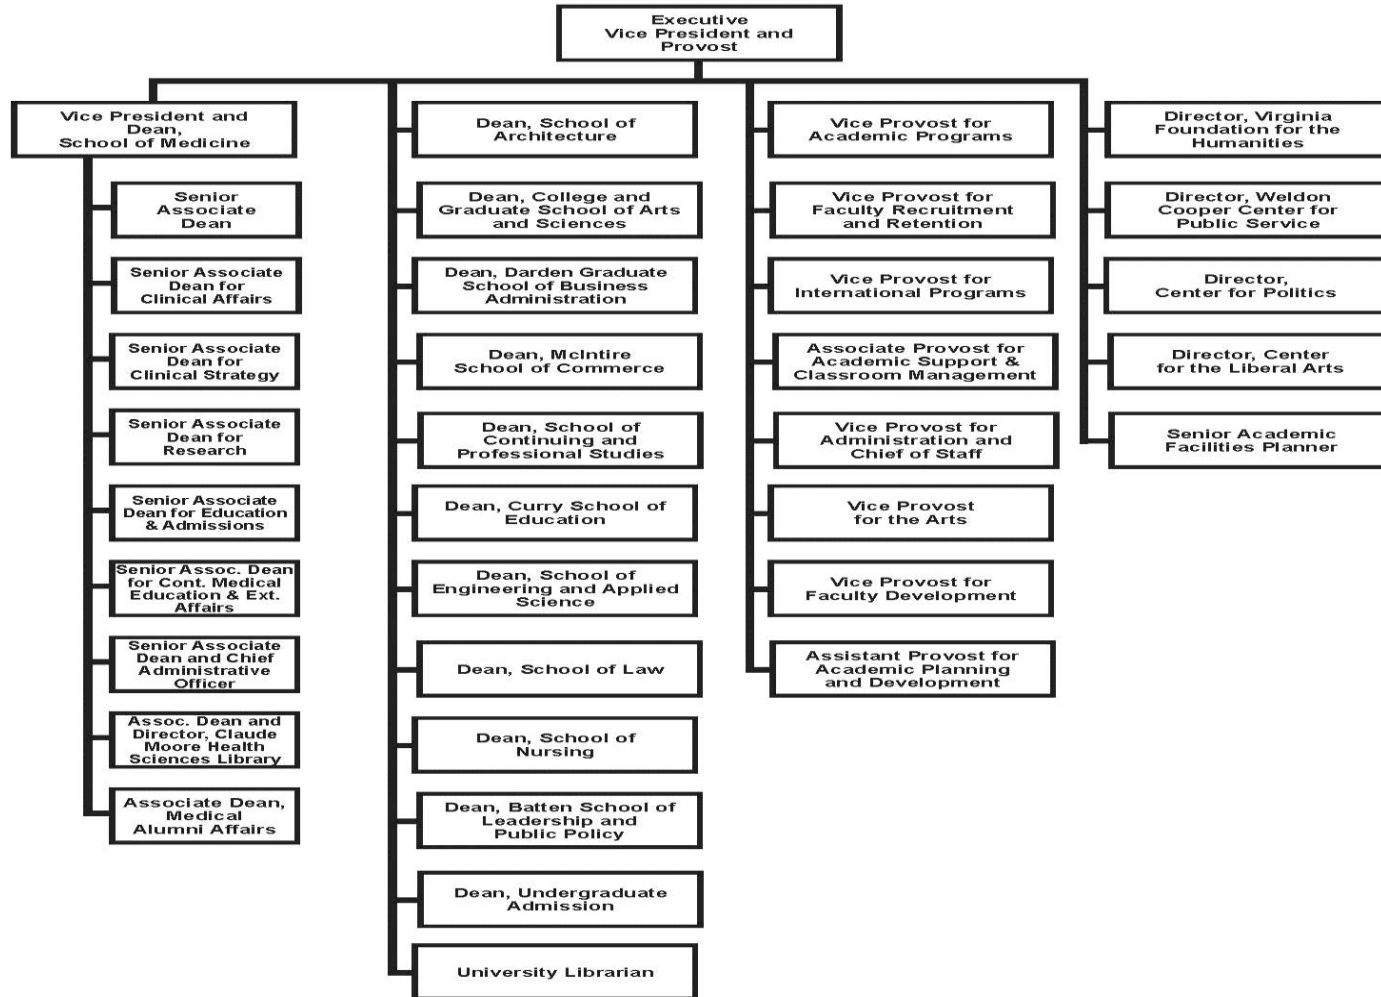 Executive
Vice President and
Provost
Vice President and
Dean,
School of Medicine
Senior
Associate
Dean
Senior Associate
Dean for
Clinical Affairs
Senior Associate
Dean for
Clinical Strategy
Senior Associate
Dean for
Research
Senior Associate
Dean for Education
& Admissions
Senior Assoc. Dean
for Cont. Medical
Education & Ext.
Affairs
Senior Associate
Dean and Chief
Administrative
Officer
Assoc. Dean and
Director, Claude
Moore Health
Sciences Library
Associate Dean,
Medical
Alumni Affairs
Dean, School of
Architecture
Dean, College and
Graduate School of Arts
and Sciences
Dean, Darden Graduate
School of Business
Administration
Dean, McIntire
School of Commerce
Dean, School of
Continuing and
Professional Studies
Dean, Curry School of
Education
Dean, School of
Engineering and Applied
Science
Dean, School of Law
Dean, School of
Nursing
Dean, Batten School of
Leadership and
Public Policy
Dean, Undergraduate
Admission
University Librarian
Vice Provost for
Academic Programs
Vice Provost for
Faculty Recruitment
and Retention
Vice Provost for
International Programs
Associate Provost for
Academic Support &
Classroom Management
Vice Provost for
Administration and
Chief of Staff
Vice Provost
for the Arts
Vice Provost for
Faculty Development
Assistant Provost for
Academic Planning
and Development
Director, Virginia
Foundation for the
Humanities
Director, Weldon
Cooper Center for
Public Service
Director,
Center for Politics
Director, Center
for the Liberal Arts
Senior Academic
Facilities Planner